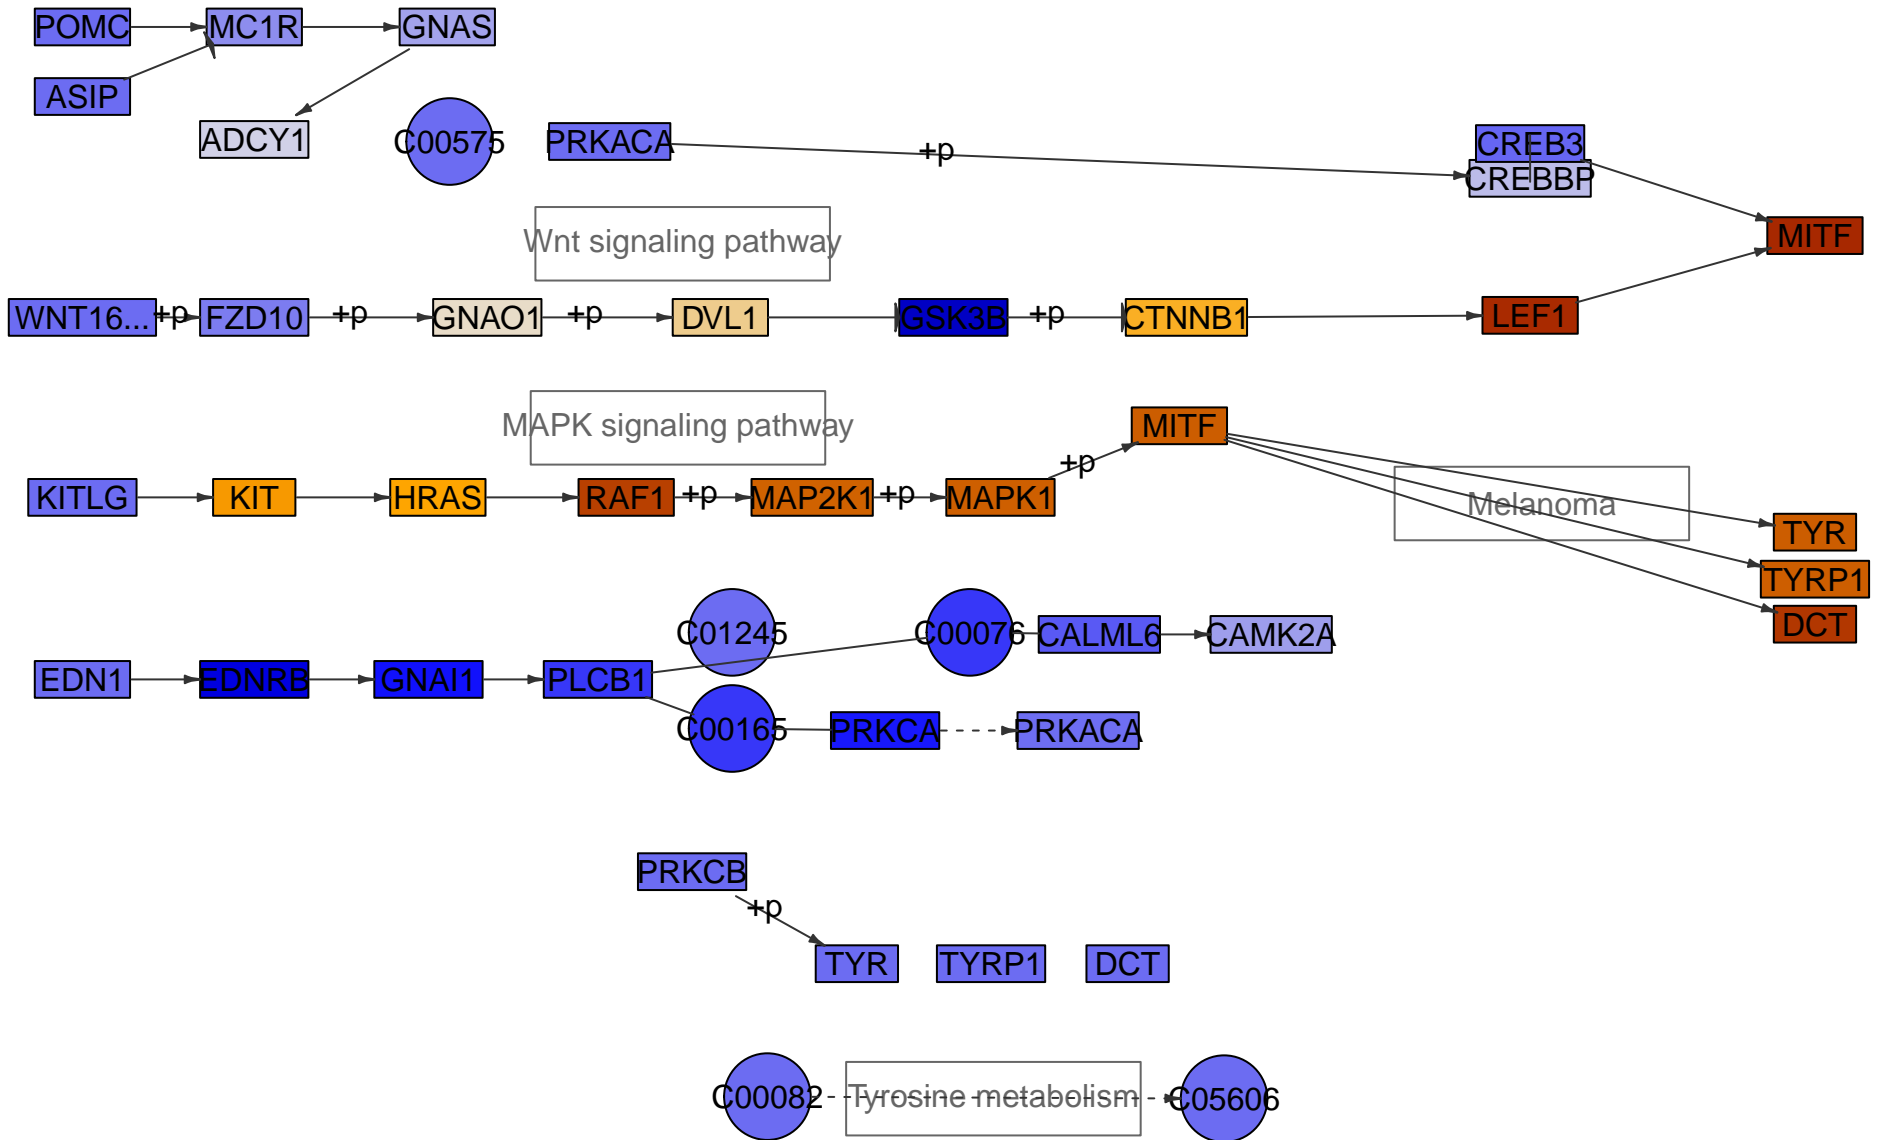 POMC
MC1R
GNAS
ASIP
ADCY1
C00575
PRKACA
+p
CREB3
CREBBP
MITF
Wnt signaling pathway
WNT16...
+p
FZD10
+p
GNAO1
+p
DVL1
GSK3B
+p
CTNNB1
LEF1
MAPK signaling pathway
MITF
+p
KITLG
KIT
HRAS
RAF1
+p
MAP2K1
+p
MAPK1
Melanoma
TYR
TYRP1
DCT
C01245
C00076
CALML6
CAMK2A
EDN1
EDNRB
GNAI1
PLCB1
C00165
PRKCA
PRKACA
PRKCB
+p
TYR
TYRP1
DCT
C00082
Tyrosine metabolism
C05606